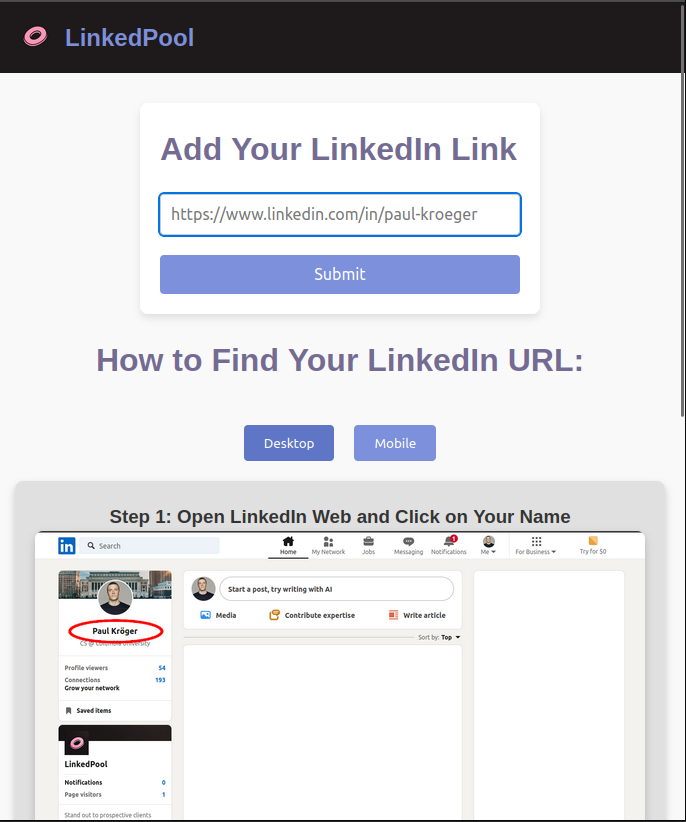 LinkedPool
Add Your LinkedIn Link
https://www.linkedin.com/in/paul-kroeger
Submit
How to Find Your LinkedIn URL:
Desktop Mobile
Step 1: Open LinkedIn Web and Click on Your Name
in Search Home My Network Jobs Messaging 1 Notifications Me For Business Try for $0
Start a post, try writing with AI
Media Contribute expertise Write article
Paul Kröger
CS @ Columbia University
Sort by: Top
Profile viewers 54
Connections 193
Grow your network
Saved items
LinkedPool
Notifications 0
Page visitors 1
Stand out to prospective clients